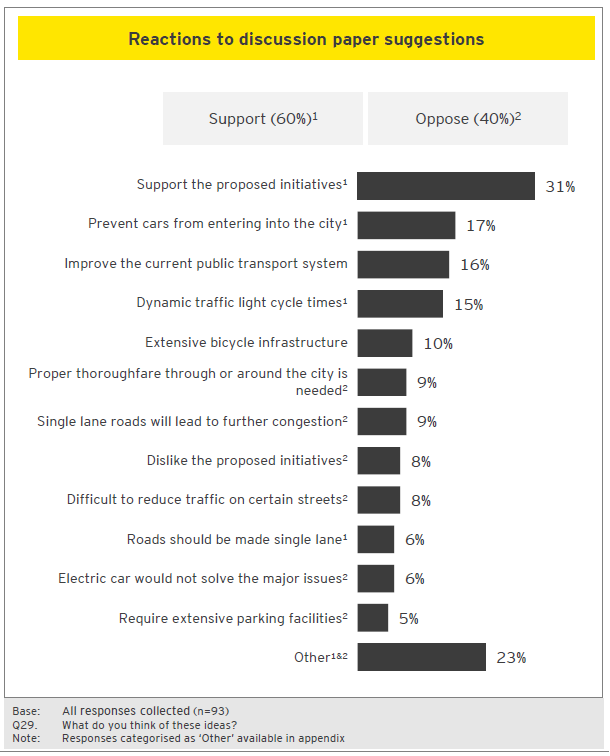 Reactions to discussion paper suggestions
Support (60%)¹
Oppose (40%)²
Support the proposed initiatives¹
31%
Prevent cars from entering into the city¹
17%
Improve the current public transport system
16%
Dynamic traffic light cycle times¹
15%
Extensive bicycle infrastructure
10%
Proper thoroughfare through or around the city is
needed²
9%
Single lane roads will lead to further congestion²
9%
Dislike the proposed initiatives²
8%
Difficult to reduce traffic on certain streets²
8%
Roads should be made single lane¹
6%
Electric car would not solve the major issues²
6%
Require extensive parking facilities²
5%
Other¹&²
23%
Base: All responses collected (n=93)
Q29. What do you think of these ideas?
Note: Responses categorised as ‘Other’ available in appendix